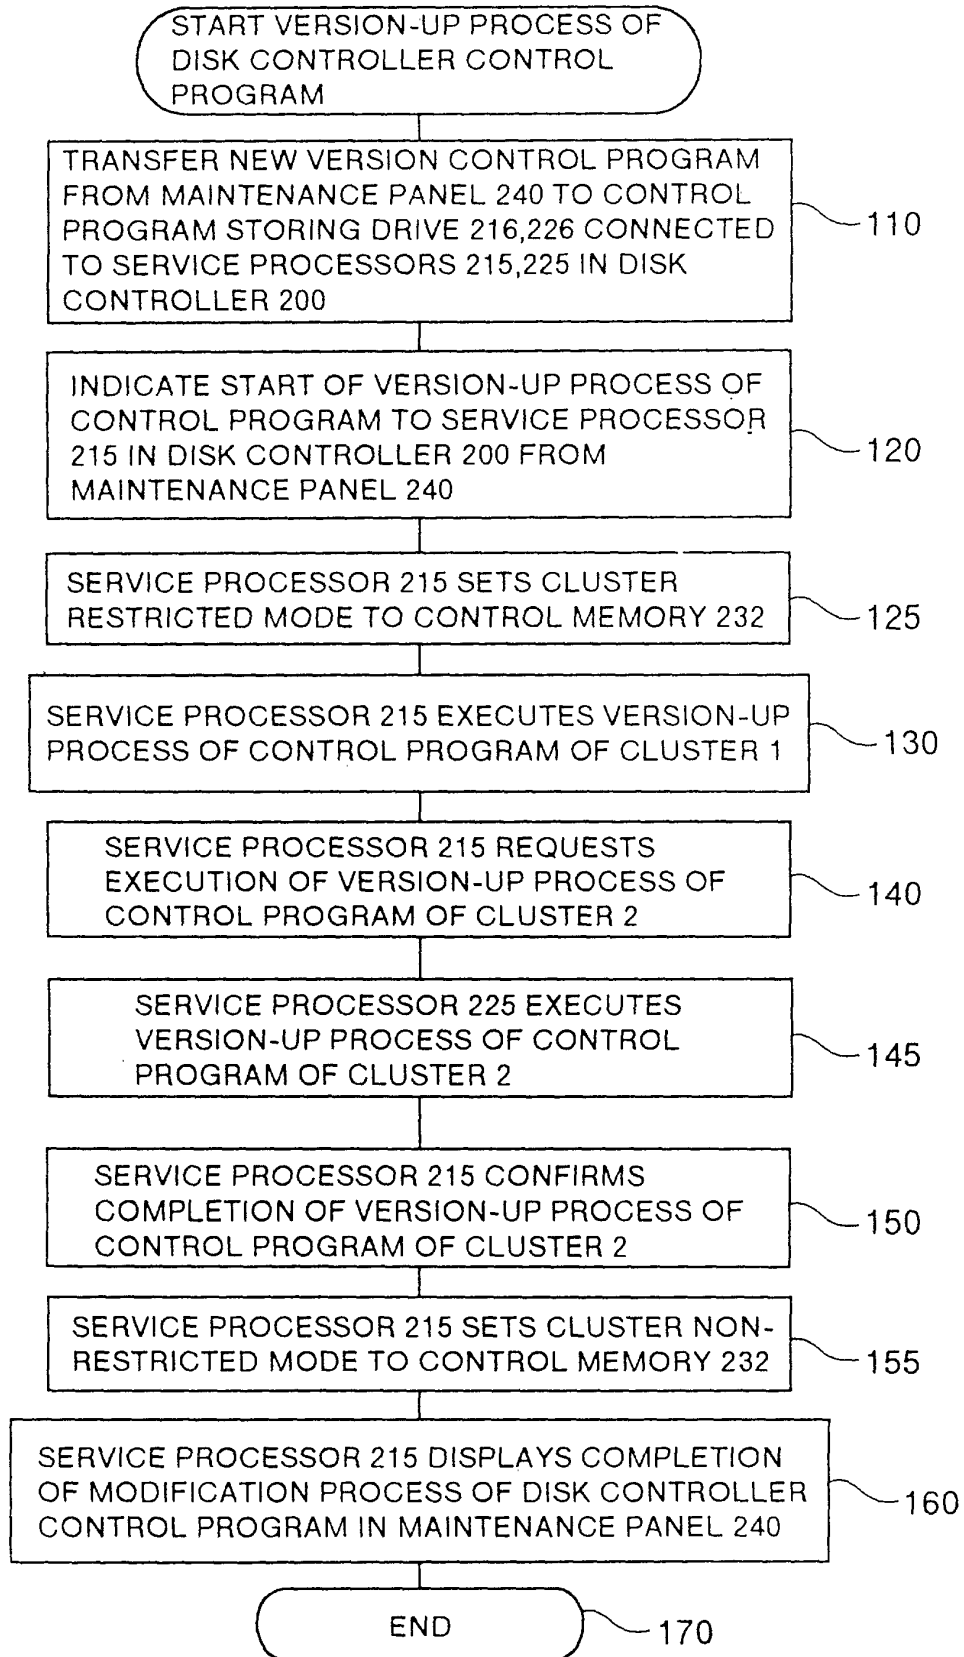 START VERSION-UP PROCESS OF
DISK CONTROLLER CONTROL
PROGRAM
TRANSFER NEW VERSION CONTROL PROGRAM
FROM MAINTENANCE PANEL 240 TO CONTROL
PROGRAM STORING DRIVE 216,226 CONNECTED
TO SERVICE PROCESSORS 215,225 IN DISK
CONTROLLER 200
110
INDICATE START OF VERSION-UP PROCESS OF
CONTROL PROGRAM TO SERVICE PROCESSOR
215 IN DISK CONTROLLER 200 FROM
MAINTENANCE PANEL 240
120
SERVICE PROCESSOR 215 SETS CLUSTER
RESTRICTED MODE TO CONTROL MEMORY 232
125
SERVICE PROCESSOR 215 EXECUTES VERSION-UP
PROCESS OF CONTROL PROGRAM OF CLUSTER 1
130
SERVICE PROCESSOR 215 REQUESTS
EXECUTION OF VERSION-UP PROCESS OF
CONTROL PROGRAM OF CLUSTER 2
140
SERVICE PROCESSOR 225 EXECUTES
VERSION-UP PROCESS OF CONTROL
PROGRAM OF CLUSTER 2
145
SERVICE PROCESSOR 215 CONFIRMS
COMPLETION OF VERSION-UP PROCESS OF
CONTROL PROGRAM OF CLUSTER 2
150
SERVICE PROCESSOR 215 SETS CLUSTER NON-
RESTRICTED MODE TO CONTROL MEMORY 232
155
SERVICE PROCESSOR 215 DISPLAYS COMPLETION
OF MODIFICATION PROCESS OF DISK CONTROLLER
CONTROL PROGRAM IN MAINTENANCE PANEL 240
160
END
170